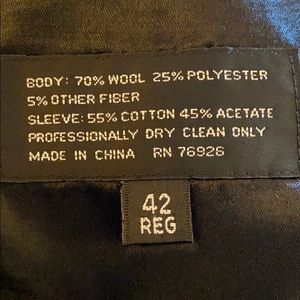 BODY: 70% WOOL 25% POLYESTER
5% OTHER FIBER
SLEEVE: 55% COTTON 45% ACETATE
PROFESSIONALLY DRY CLEAN ONLY
MADE IN CHINA RN 76926
42
REG